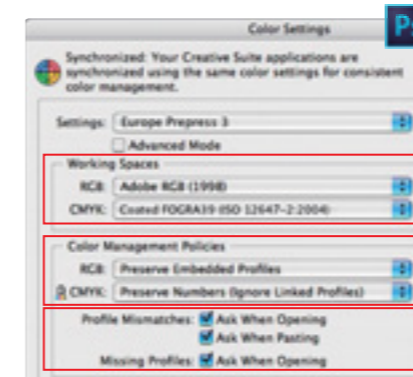 Color Settings
Ps
Synchronized: Your Creative Suite applications are
synchronized using the same color settings for consistent
color management.
Settings: Europe Prepress 3
Advanced Mode
Working Spaces
RGB: Adobe RGB (1998)
CMYK: Coated FOGRA39 (ISO 12647-2:2004)
Color Management Policies
RGB: Preserve Embedded Profiles
CMYK: Preserve Numbers (Ignore Linked Profiles)
Profile Mismatches: Ask When Opening
Ask When Pasting
Missing Profiles: Ask When Opening